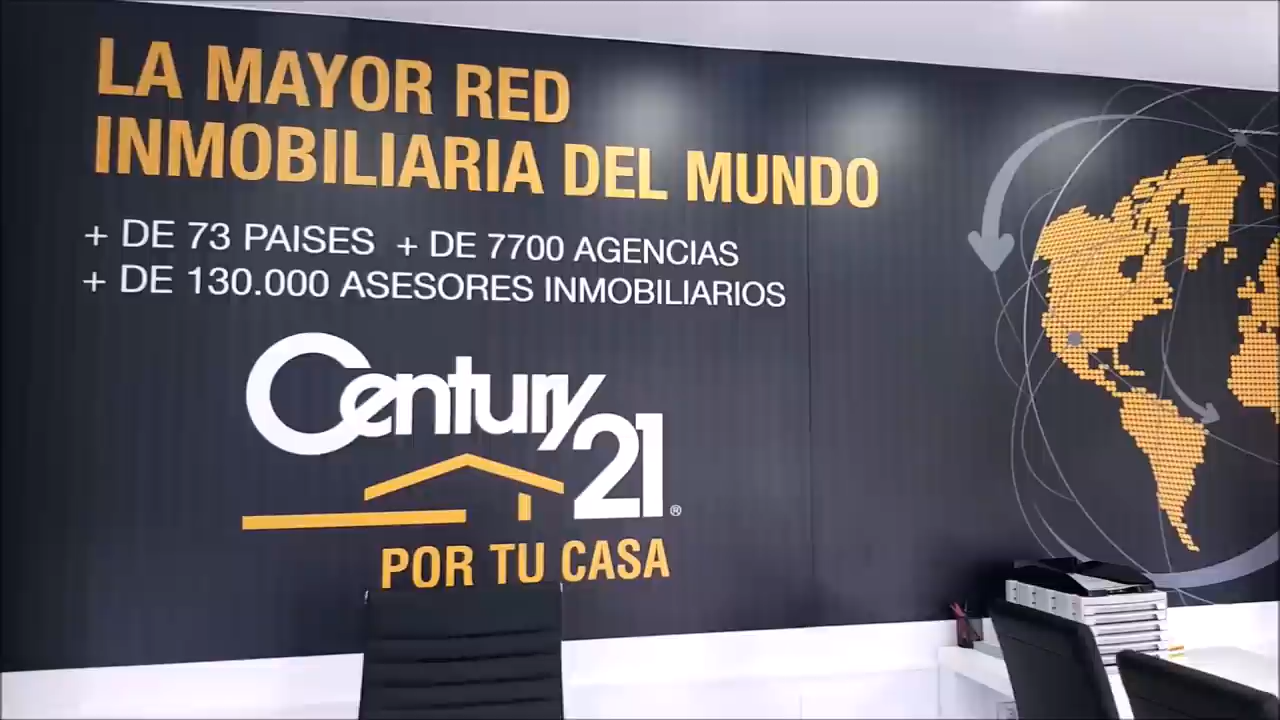 LA MAYOR RED
INMOBILIARIA DEL MUNDO
+ DE 73 PAISES + DE 7700 AGENCIAS
+ DE 130.000 ASESORES INMOBILIARIOS
Century
21®
POR TU CASA